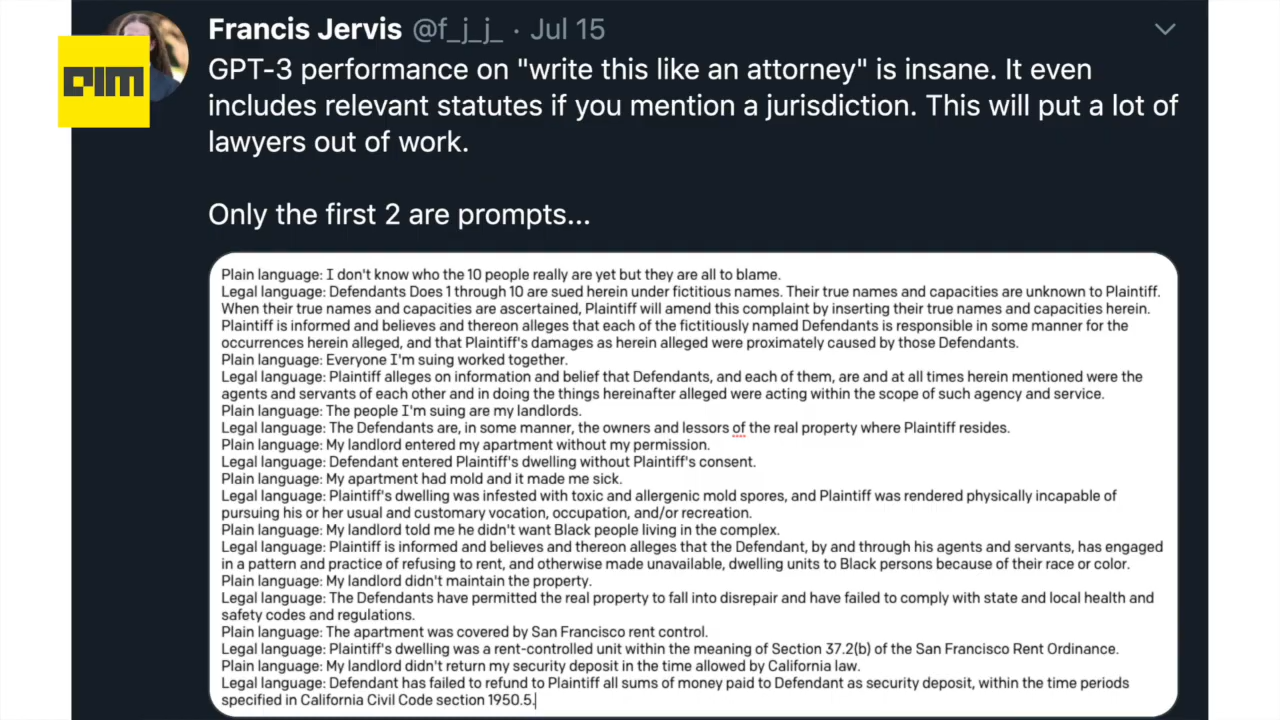 Francis Jervis @f_j_j_ · Jul 15
AIM
GPT-3 performance on "write this like an attorney" is insane. It even
includes relevant statutes if you mention a jurisdiction. This will put a lot of
lawyers out of work.
Only the first 2 are prompts...
Plain language: I don't know who the 10 people really are yet but they are all to blame.
Legal language: Defendants Does 1 through 10 are sued herein under fictitious names. Their true names and capacities are unknown to Plaintiff.
When their true names and capacities are ascertained, Plaintiff will amend this complaint by inserting their true names and capacities herein.
Plaintiff is informed and believes and thereon alleges that each of the fictitiously named Defendants is responsible in some manner for the
occurrences herein alleged, and that Plaintiff's damages as herein alleged were proximately caused by those Defendants.
Plain language: Everyone I'm suing worked together.
Legal language: Plaintiff alleges on information and belief that Defendants, and each of them, are and at all times herein mentioned were the
agents and servants of each other and in doing the things hereinafter alleged were acting within the scope of such agency and service.
Plain language: The people I'm suing are my landlords.
Legal language: The Defendants are, in some manner, the owners and lessors of the real property where Plaintiff resides.
Plain language: My landlord entered my apartment without my permission.
Legal language: Defendant entered Plaintiff's dwelling without Plaintiff's consent.
Plain language: My apartment had mold and it made me sick.
Legal language: Plaintiff's dwelling was infested with toxic and allergenic mold spores, and Plaintiff was rendered physically incapable of
pursuing his or her usual and customary vocation, occupation, and/or recreation.
Plain language: My landlord told me he didn't want Black people living in the complex.
Legal language: Plaintiff is informed and believes and thereon alleges that the Defendant, by and through his agents and servants, has engaged
in a pattern and practice of refusing to rent, and otherwise made unavailable, dwelling units to Black persons because of their race or color.
Plain language: My landlord didn't maintain the property.
Legal language: The Defendants have permitted the real property to fall into disrepair and have failed to comply with state and local health and
safety codes and regulations.
Plain language: The apartment was covered by San Francisco rent control.
Legal language: Plaintiff's dwelling was a rent-controlled unit within the meaning of Section 37.2(b) of the San Francisco Rent Ordinance.
Plain language: My landlord didn't return my security deposit in the time allowed by California law.
Legal language: Defendant has failed to refund to Plaintiff all sums of money paid to Defendant as security deposit, within the time periods
specified in California Civil Code section 1950.5.